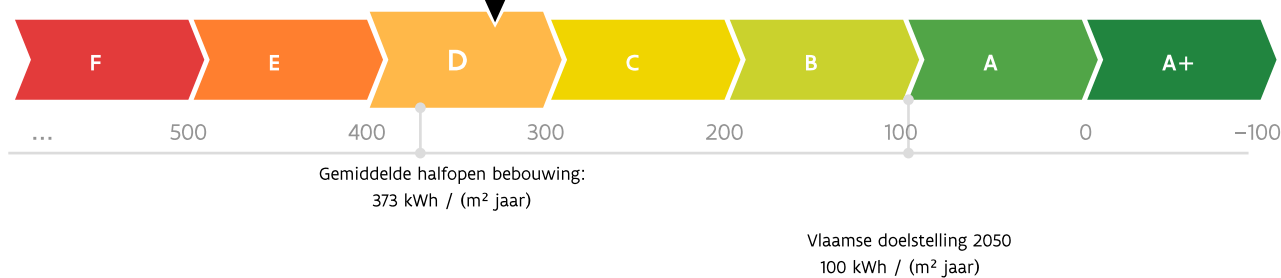 F E D C B A A+
... 500 400 300 200 100 0 −100
Gemiddelde halfopen bebouwing:
373 kWh / (m² jaar)
Vlaamse doelstelling 2050
100 kWh / (m² jaar)